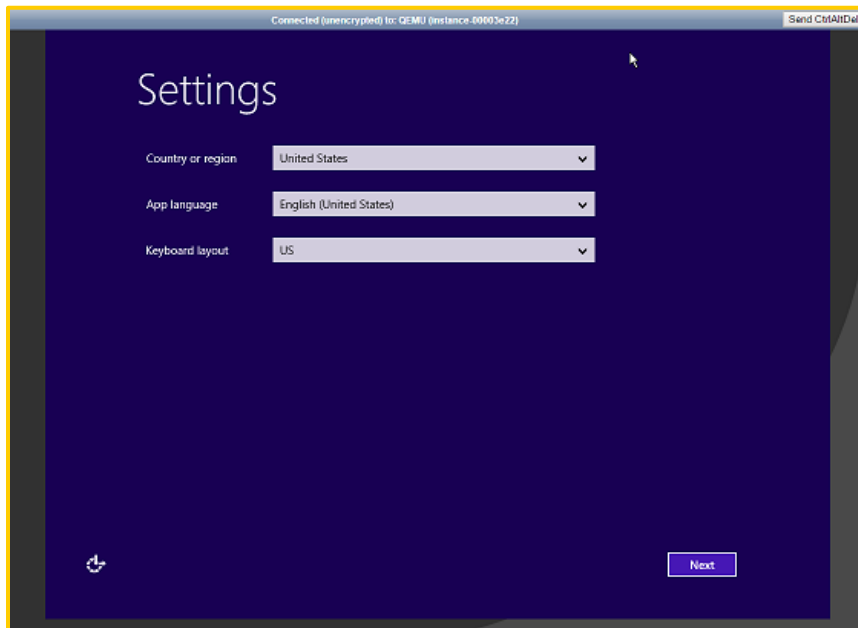 Connected (unencrypted) to: QEMU (instance-00003e22)
Send CtrlAltDel
Settings
Country or region United States
App language English (United States)
Keyboard layout US
Next